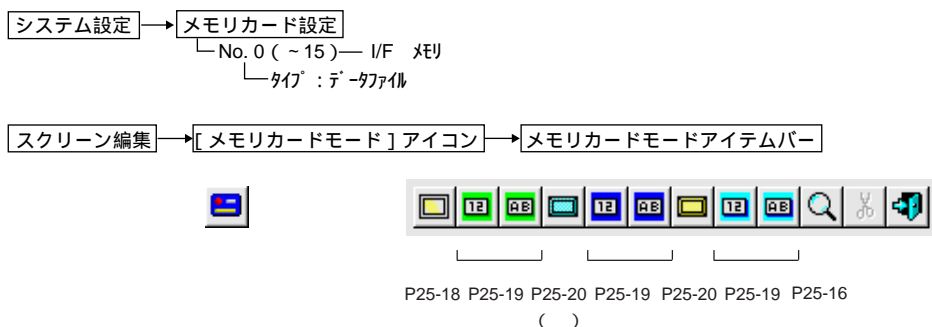 システム設定 メモリカード設定
No. 0 ( ~ 15 ) I/F ﾒﾓﾘ
ﾀｲﾌﾟ : ﾃﾞｰﾀﾌｧｲﾙ
スクリーン編集 [ メモリカードモード ] アイコン メモリカードモードアイテムバー
12 AB 12 AB 12 AB
P25-18 P25-19 P25-20 P25-19 P25-20 P25-19 P25-16
( )